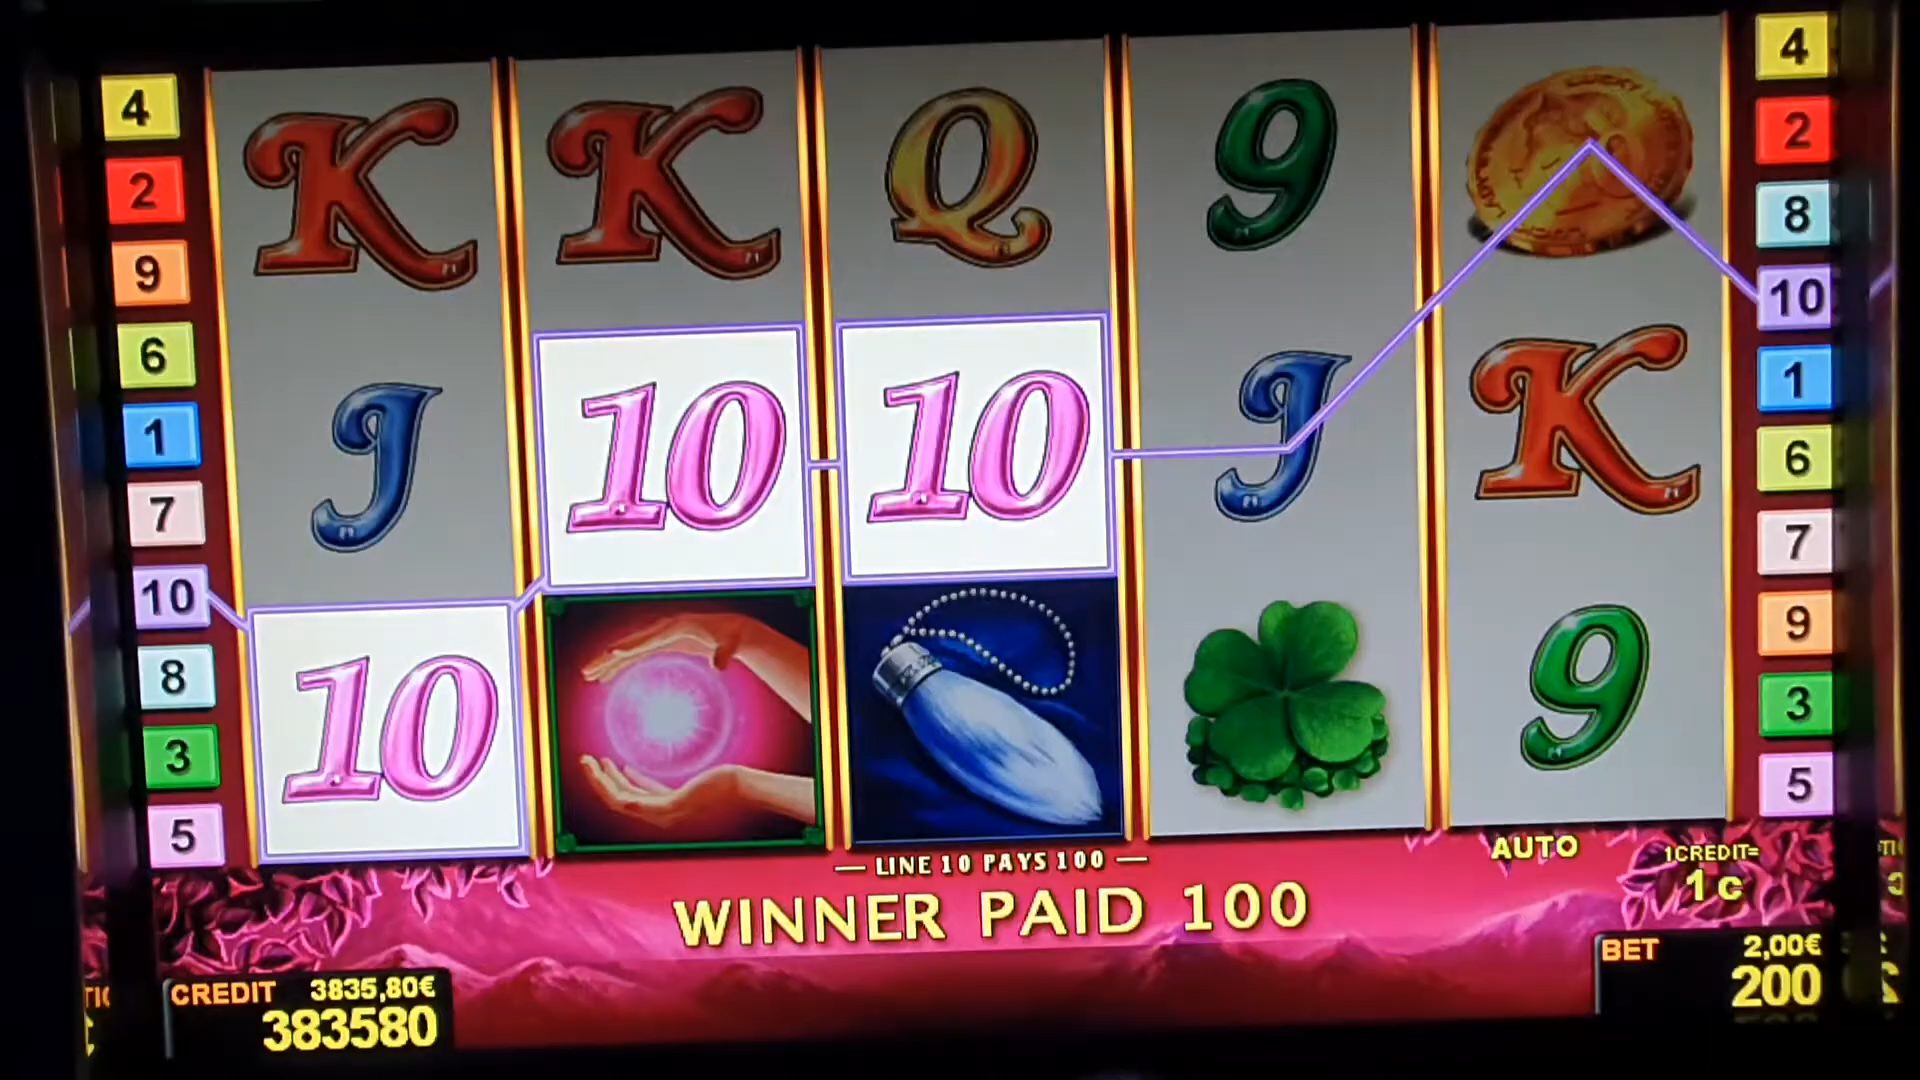 4
2
9
6
1
7
10
8
3
5
K K Q 9
J 10 10 J K
10 9
4
2
8
10
1
6
7
9
3
5
LINE 10 PAYS 100
WINNER PAID 100
AUTO
1CREDIT=
1 C
CREDIT 3835,80€
383580
BET 2,00€
200